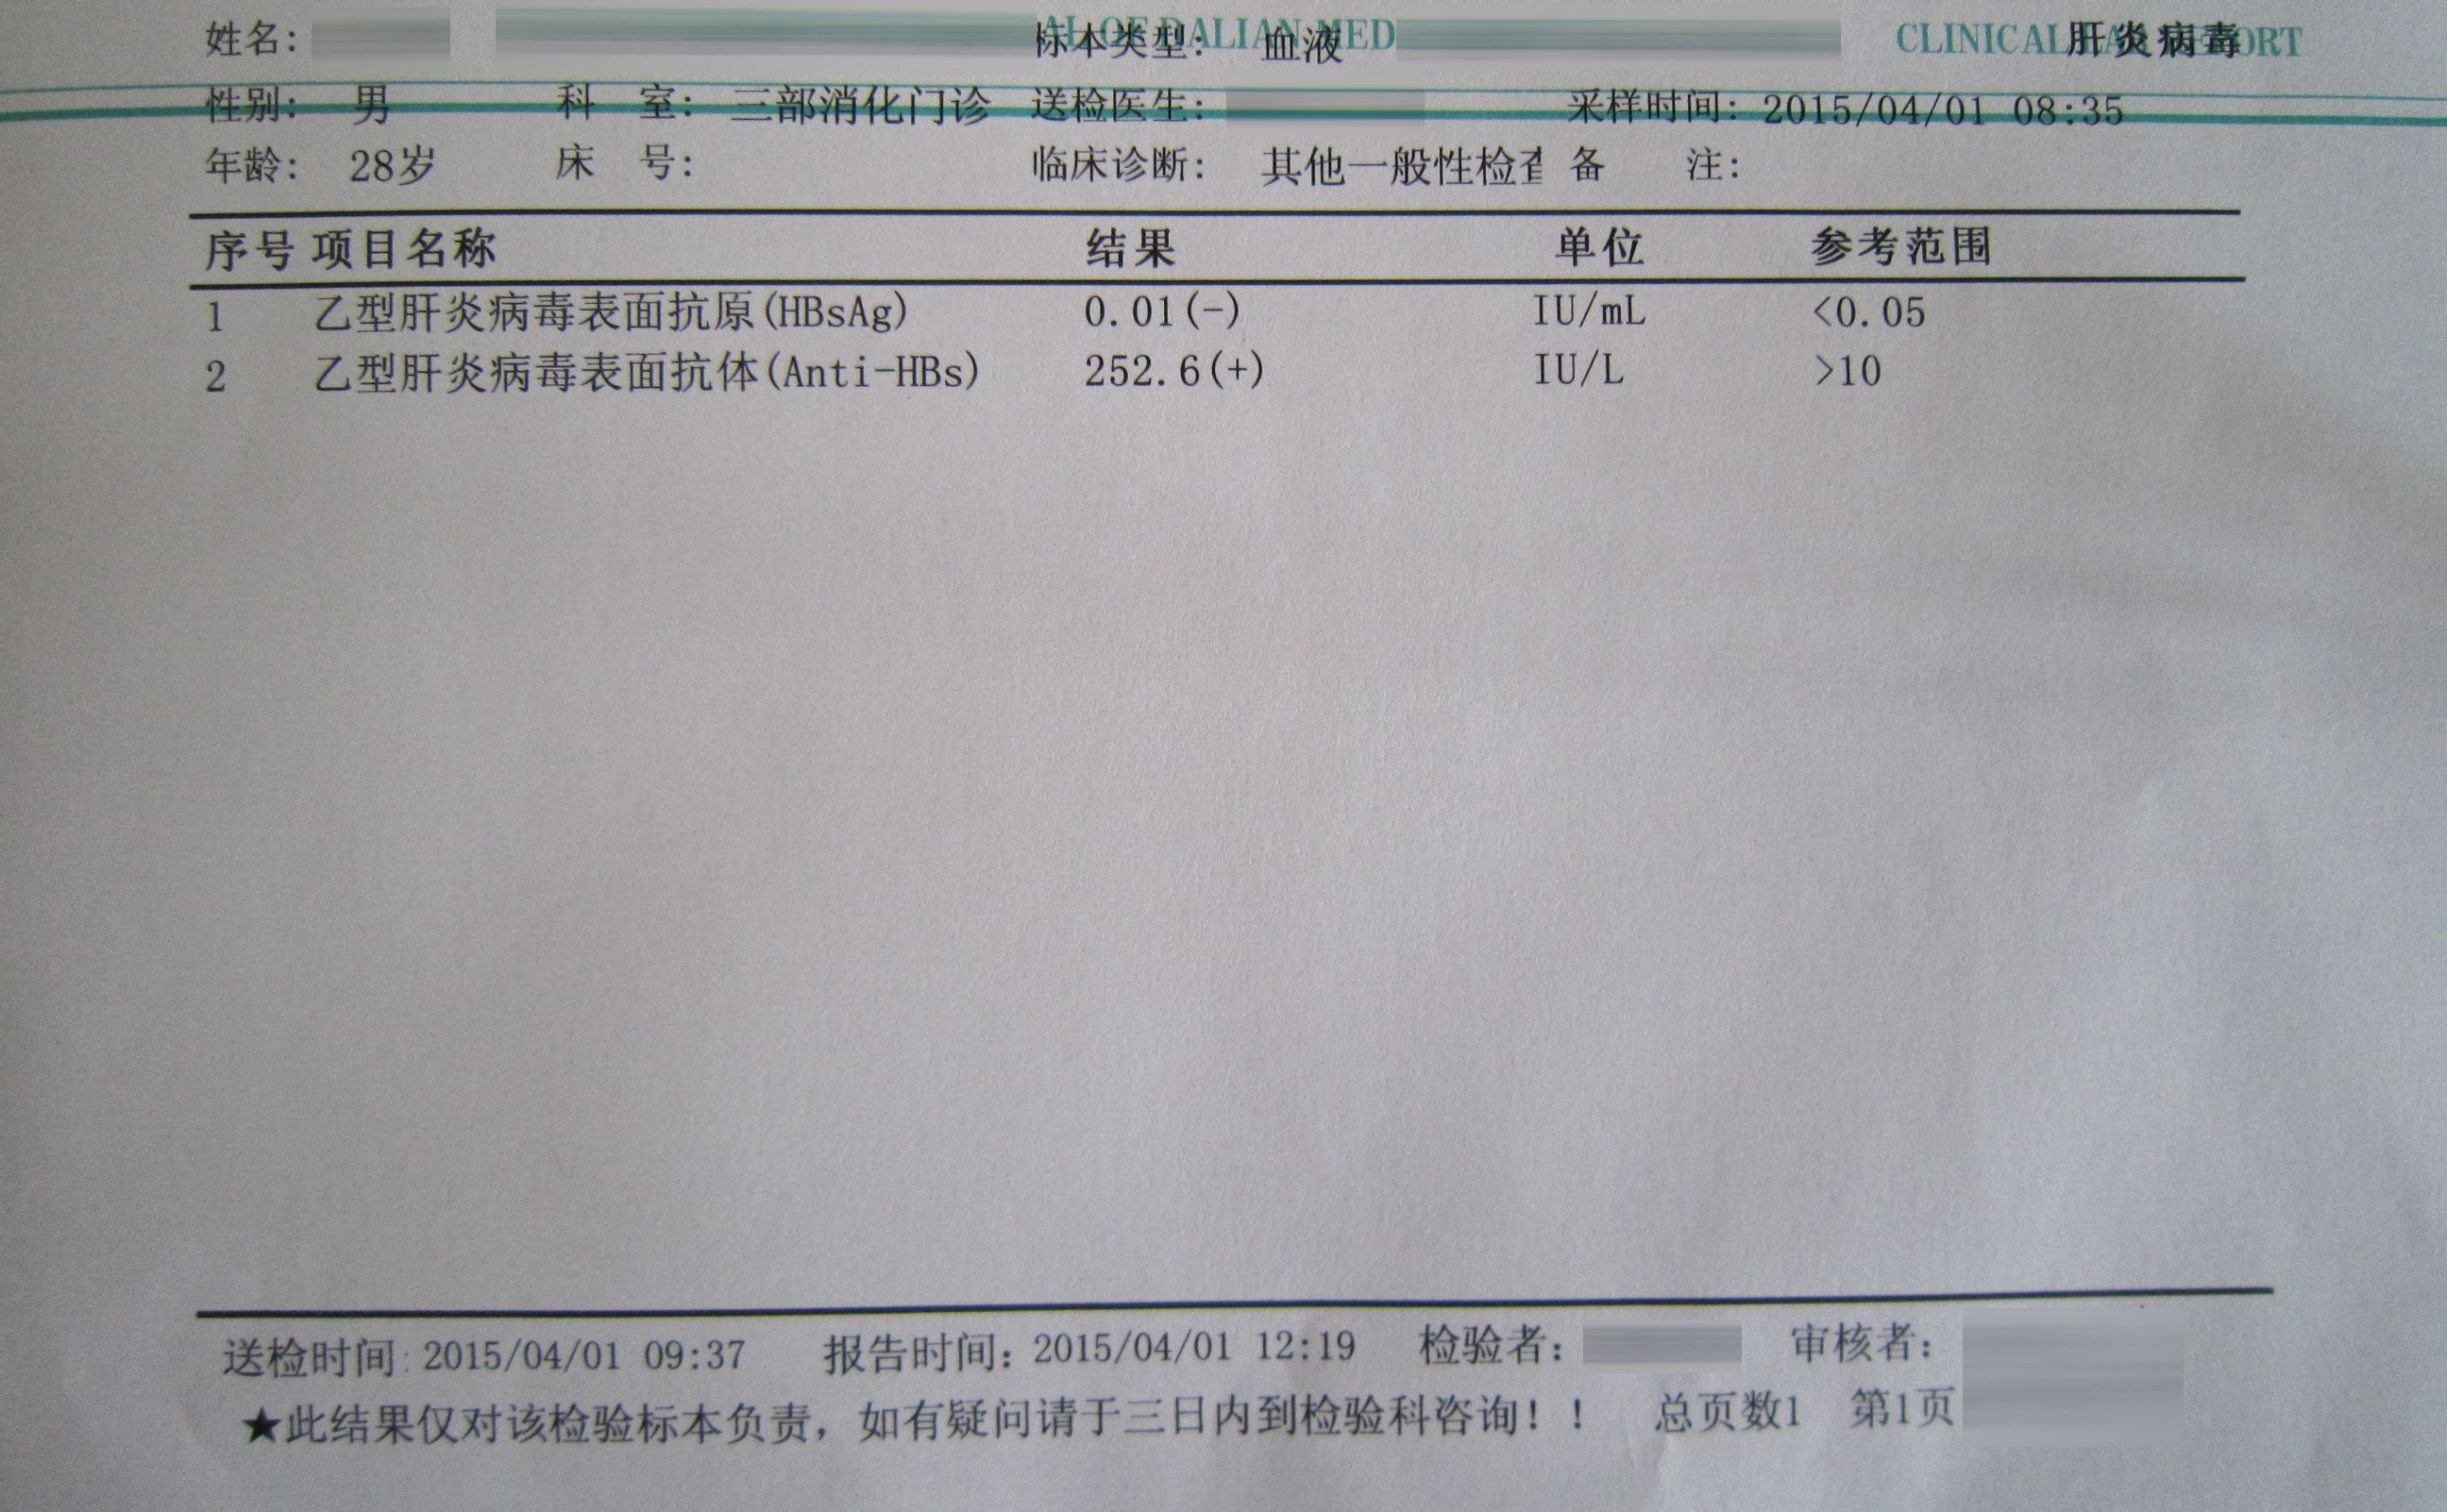 姓名: 标本类型: 血液 肝炎病毒
AL OF DALIAN MED CLINICAL
性别: 男 科 室: 三部消化门诊 送检医生: 采样时间: 2015/04/01 08:35
年龄: 28岁 床 号: 临床诊断: 其他一般性检查 备 注:
序号 项目名称 结果 单位 参考范围
1 乙型肝炎病毒表面抗原(HBsAg) 0.01(-) IU/mL <0.05
2 乙型肝炎病毒表面抗体(Anti-HBs) 252.6(+) IU/L >10
送检时间: 2015/04/01 09:37 报告时间: 2015/04/01 12:19 检验者: 审核者:
★此结果仅对该检验标本负责，如有疑问请于三日内到检验科咨询！！ 总页数1 第1页